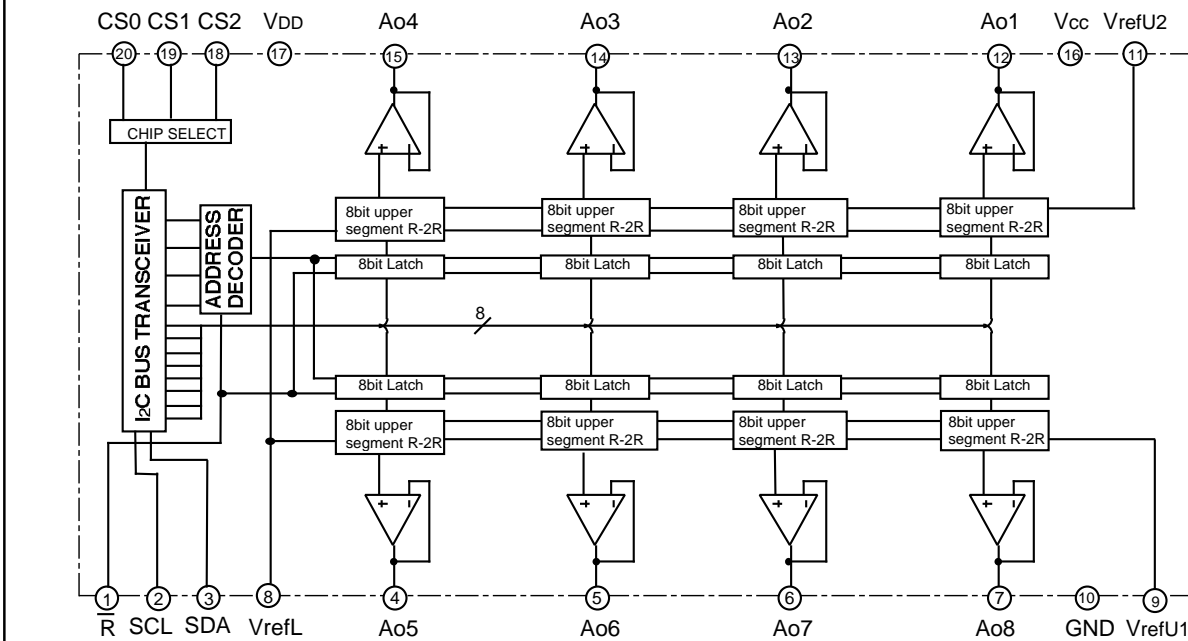 CS0 CS1 CS2 VDD Ao4 Ao3 Ao2 Ao1 Vcc VrefU2
20 19 18 17 15 14 13 12 16 11
CHIP SELECT
+ −
+ −
+ −
+ −
I2C BUS TRANSCEIVER
ADDRESS
DECODER
8bit upper
segment R-2R
8bit upper
segment R-2R
8bit upper
segment R-2R
8bit upper
segment R-2R
8bit Latch
8bit Latch
8bit Latch
8bit Latch
8
8bit Latch
8bit Latch
8bit Latch
8bit Latch
8bit upper
segment R-2R
8bit upper
segment R-2R
8bit upper
segment R-2R
8bit upper
segment R-2R
+ −
+ −
+ −
+ −
1 2 3 8 4 5 6 7 10 9
R̅ SCL SDA VrefL Ao5 Ao6 Ao7 Ao8 GND VrefU1